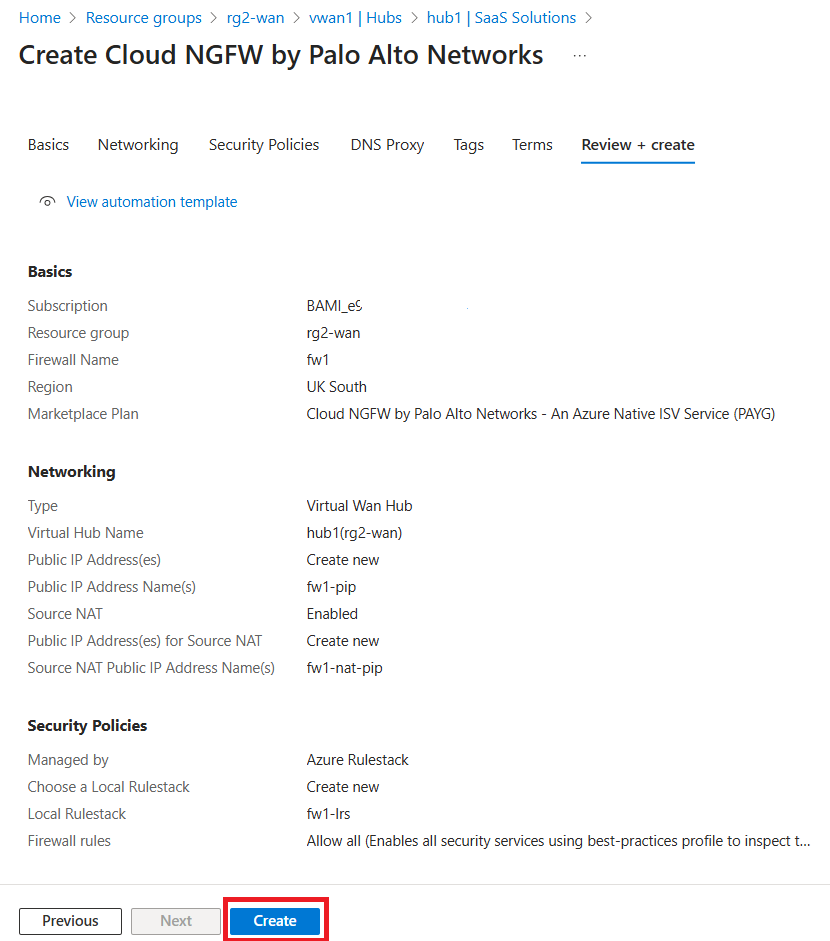 Home > Resource groups > rg2-wan > vwan1 | Hubs > hub1 | SaaS Solutions >
Create Cloud NGFW by Palo Alto Networks ...
Basics Networking Security Policies DNS Proxy Tags Terms Review + create
View automation template
Basics
Subscription BAMI_e9
Resource group rg2-wan
Firewall Name fw1
Region UK South
Marketplace Plan Cloud NGFW by Palo Alto Networks - An Azure Native ISV Service (PAYG)
Networking
Type Virtual Wan Hub
Virtual Hub Name hub1(rg2-wan)
Public IP Address(es) Create new
Public IP Address Name(s) fw1-pip
Source NAT Enabled
Public IP Address(es) for Source NAT Create new
Source NAT Public IP Address Name(s) fw1-nat-pip
Security Policies
Managed by Azure Rulestack
Choose a Local Rulestack Create new
Local Rulestack fw1-lrs
Firewall rules Allow all (Enables all security services using best-practices profile to inspect t...
Previous Next Create